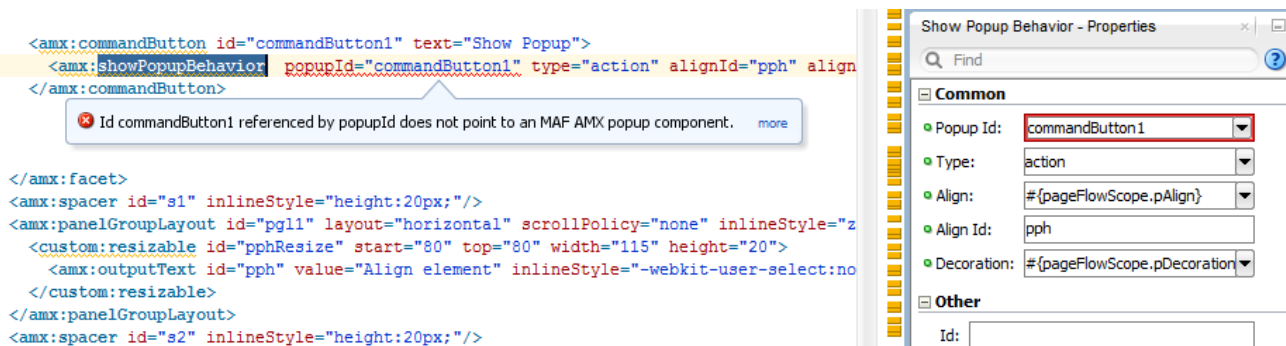 <amx:commandButton id="commandButton1" text="Show Popup">
<amx:showPopupBehavior popupId="commandButton1" type="action" alignId="pph" align
</amx:commandButton>
Id commandButton1 referenced by popupId does not point to an MAF AMX popup component. more
</amx:facet>
<amx:spacer id="s1" inlineStyle="height:20px;"/>
<amx:panelGroupLayout id="pgl1" layout="horizontal" scrollPolicy="none" inlineStyle="z
<custom:resizable id="pphResize" start="80" top="80" width="115" height="20">
<amx:outputText id="pph" value="Align element" inlineStyle="-webkit-user-select:no
</custom:resizable>
</amx:panelGroupLayout>
<amx:spacer id="s2" inlineStyle="height:20px;"/>
Show Popup Behavior - Properties
Find
Common
Popup Id: commandButton1
Type: action
Align: #{pageFlowScope.pAlign}
Align Id: pph
Decoration: #{pageFlowScope.pDecoration
Other
Id: